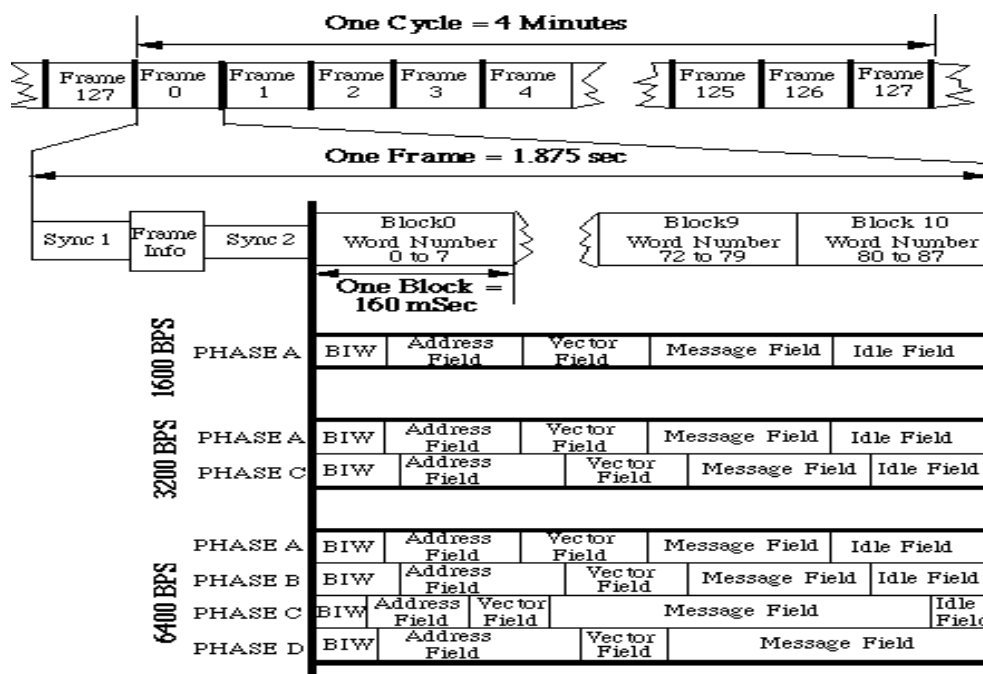 One Cycle = 4 Minutes
Frame 127
Frame 0
Frame 1
Frame 2
Frame 3
Frame 4
Frame 125
Frame 126
Frame 127
One Frame = 1.875 sec
Sync 1
Frame Info
Sync 2
Block0
Word Number
0 to 7
Block9
Word Number
72 to 79
Block 10
Word Number
80 to 87
One Block =
160 mSec
1600 BPS
PHASE A
BIW
Address Field
Vector Field
Message Field
Idle Field
3200 BPS
PHASE A
BIW
Address Field
Vector Field
Message Field
Idle Field
PHASE C
BIW
Address Field
Vector Field
Message Field
Idle Field
6400 BPS
PHASE A
BIW
Address Field
Vector Field
Message Field
Idle Field
PHASE B
BIW
Address Field
Vector Field
Message Field
Idle Field
PHASE C
BIW
Address Field
Vector Field
Message Field
Idle Field
PHASE D
BIW
Address Field
Vector Field
Message Field